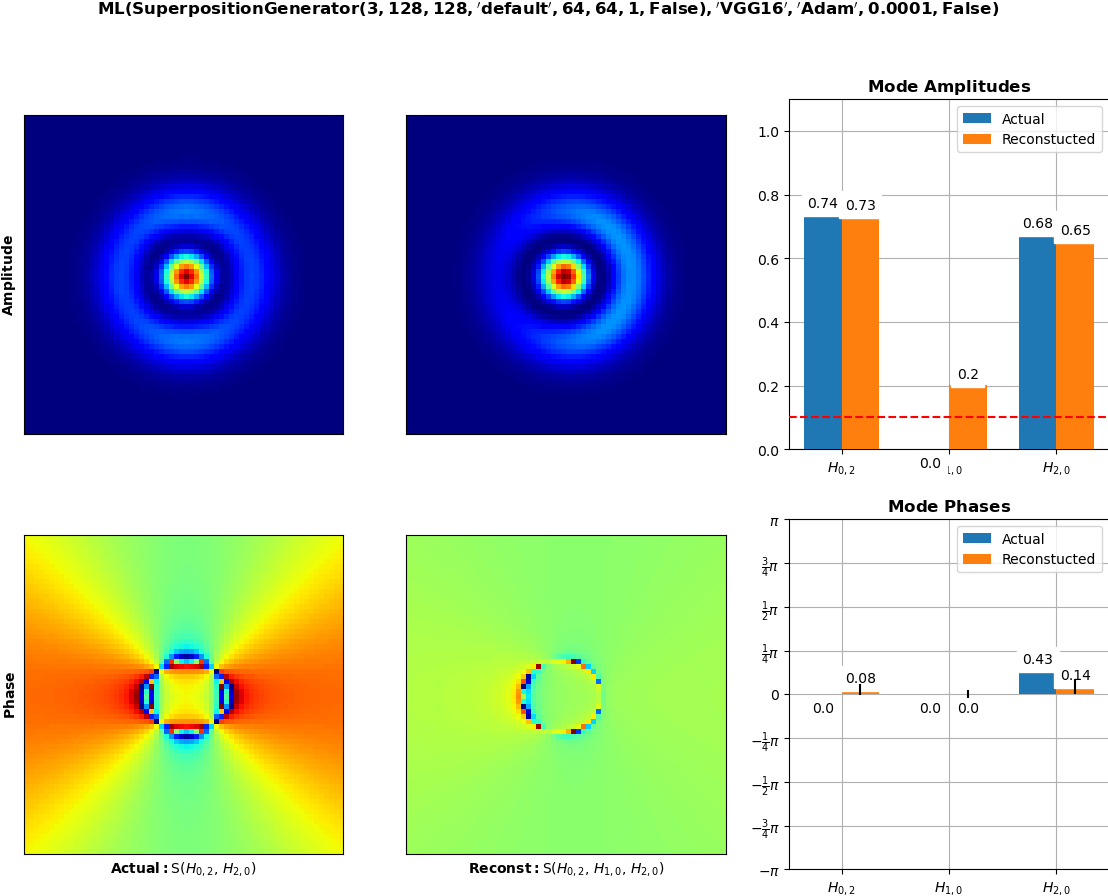 ML(SuperpositionGenerator(3, 128, 128, 'default', 64, 64, 1, False), 'VGG16', 'Adam', 0.0001, False)
Amplitude
Mode Amplitudes
Actual
Reconstucted
1.0
0.8
0.6
0.4
0.2
0.0
0.74
0.73
0.0
0.2
0.68
0.65
H0, 2
1, 0
H2, 0
Phase
Actual: S(H0, 2, H2, 0)
Reconst: S(H0, 2, H1, 0, H2, 0)
Mode Phases
Actual
Reconstucted
π
3/4π
1/2π
1/4π
0
−1/4π
−1/2π
−3/4π
−π
0.0
0.08
0.0
0.0
0.43
0.14
H0, 2
H1, 0
H2, 0